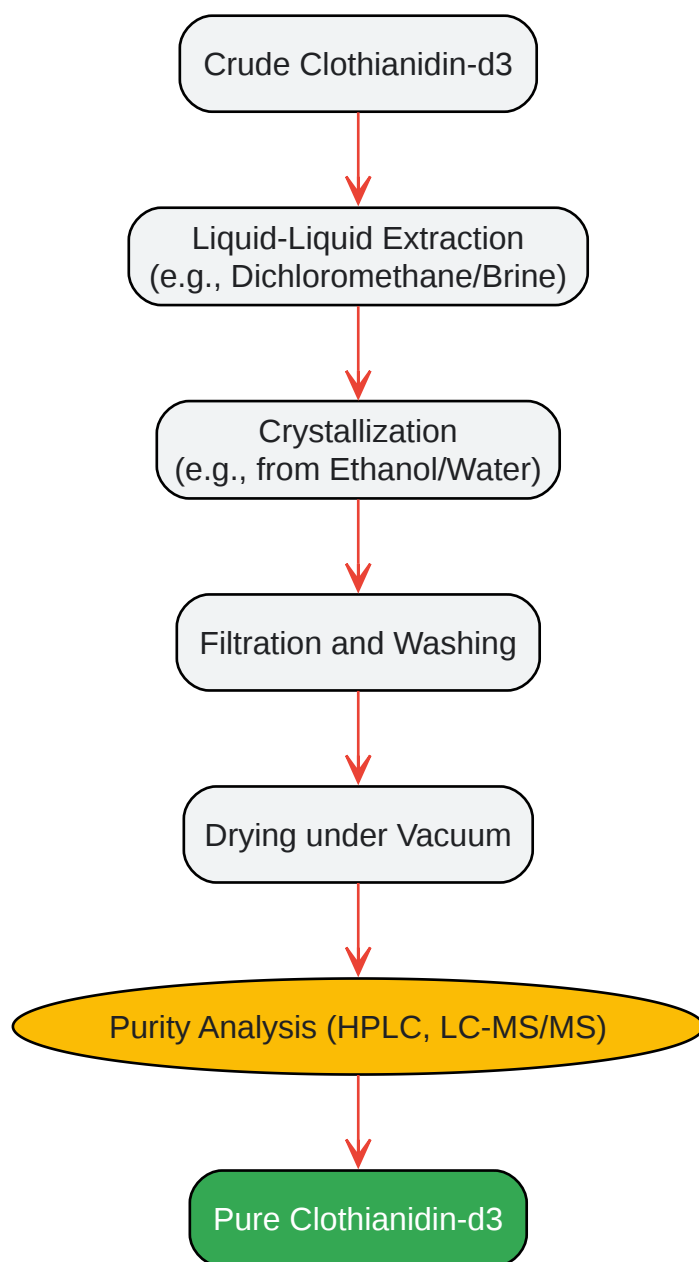 Crude Clothianidin-d3
Liquid-Liquid Extraction
(e.g., Dichloromethane/Brine)
Crystallization
(e.g., from Ethanol/Water)
Filtration and Washing
Drying under Vacuum
Purity Analysis (HPLC, LC-MS/MS)
Pure Clothianidin-d3